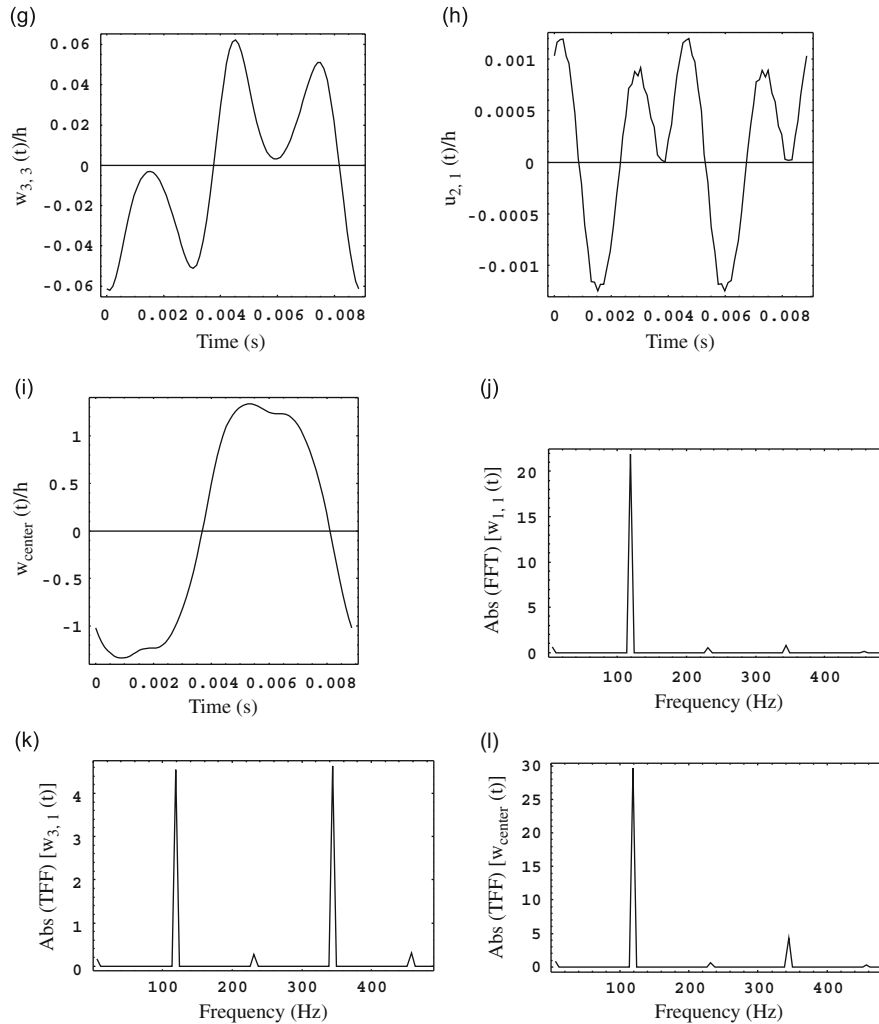 (g)
0.06
0.04
0.02
0
-0.02
-0.04
-0.06
w3, 3 (t)/h
0 0.002 0.004 0.006 0.008
Time (s)
(h)
0.001
0.0005
0
-0.0005
-0.001
u2, 1 (t)/h
0 0.002 0.004 0.006 0.008
Time (s)
(i)
1
0.5
0
-0.5
-1
wcenter (t)/h
0 0.002 0.004 0.006 0.008
Time (s)
(j)
20
15
10
5
0
Abs (FFT) [w1, 1 (t)]
100 200 300 400
Frequency (Hz)
(k)
4
3
2
1
0
Abs (TFF) [w3, 1 (t)]
100 200 300 400
Frequency (Hz)
(l)
30
25
20
15
10
5
0
Abs (TFF) [wcenter (t)]
100 200 300 400
Frequency (Hz)